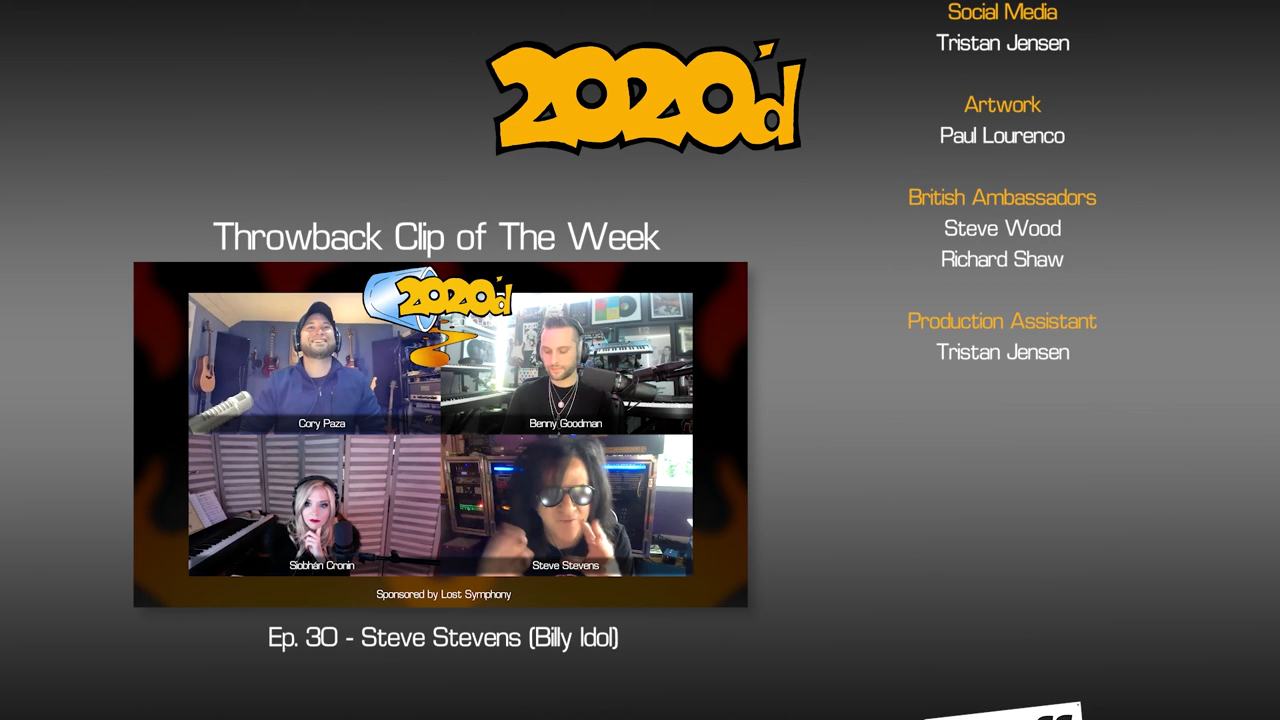 2020'd
Throwback Clip of The Week
2020'd
Cory Paza
Benny Goodman
Siobhán Cronin
Steve Stevens
Sponsored by Lost Symphony
Ep. 30 - Steve Stevens (Billy Idol)
Social Media
Tristan Jensen
Artwork
Paul Lourenco
British Ambassadors
Steve Wood
Richard Shaw
Production Assistant
Tristan Jensen